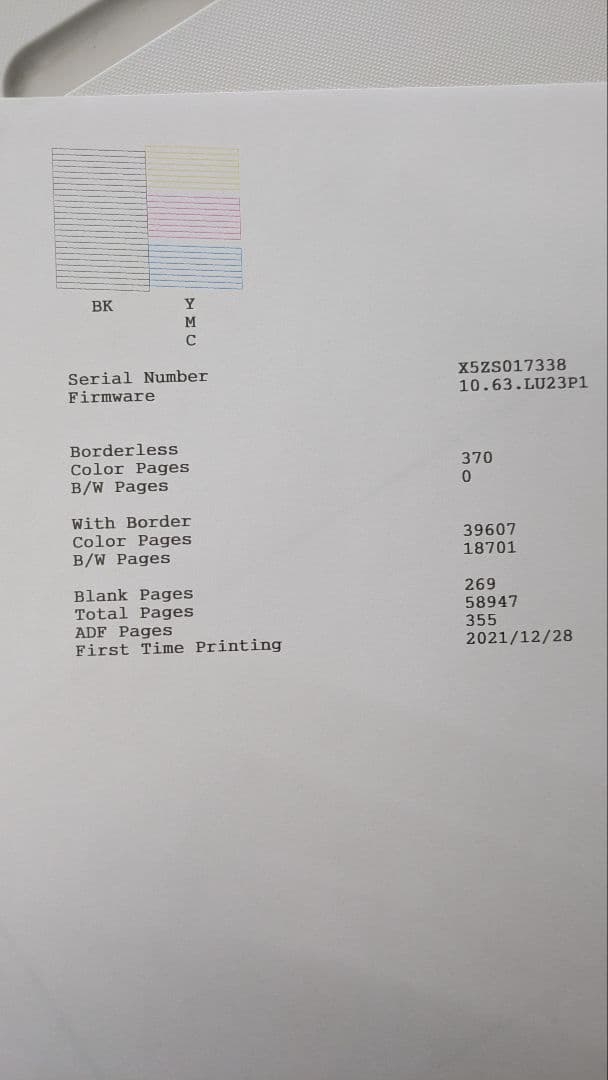 BK
Y
M
C
Serial Number X5ZS017338
Firmware 10.63.LU23P1
Borderless
Color Pages 370
B/W Pages 0
With Border
Color Pages 39607
B/W Pages 18701
Blank Pages 269
Total Pages 58947
ADF Pages 355
First Time Printing 2021/12/28